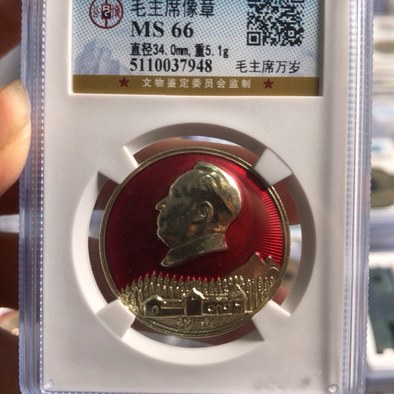 毛主席像章
MS 66
直径34.0mm,重5.1g
5110037948
毛主席万岁
★ 文物鉴定委员会监制 ★